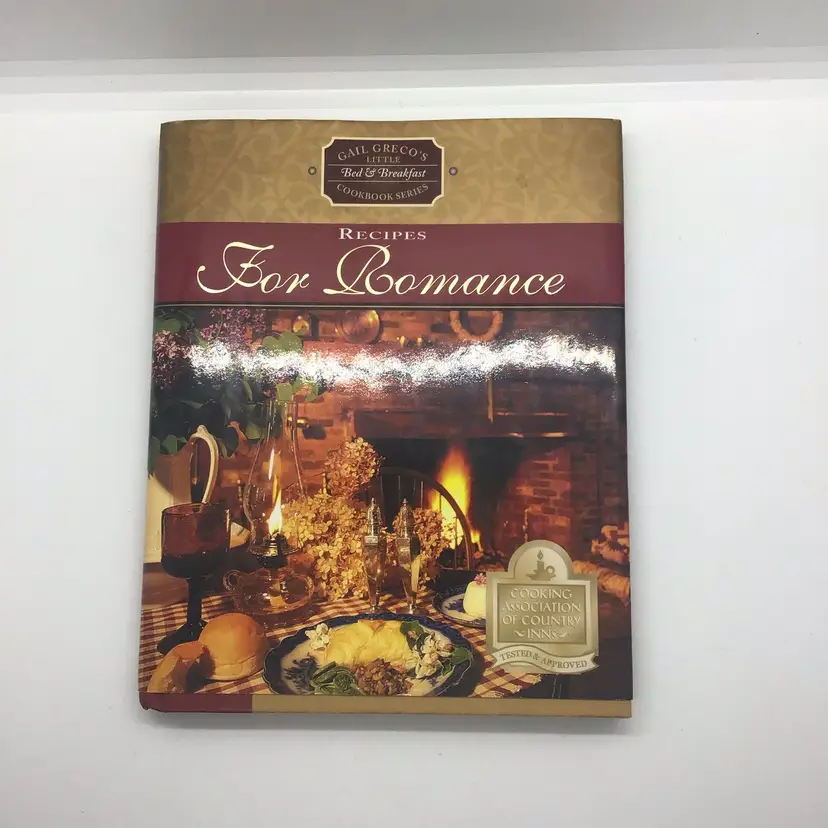 GAIL GRECO'S
LITTLE
Bed & Breakfast
COOKBOOK SERIES
RECIPES
For Romance
COOKING
ASSOCIATION
OF COUNTRY
INNS
TESTED & APPROVED